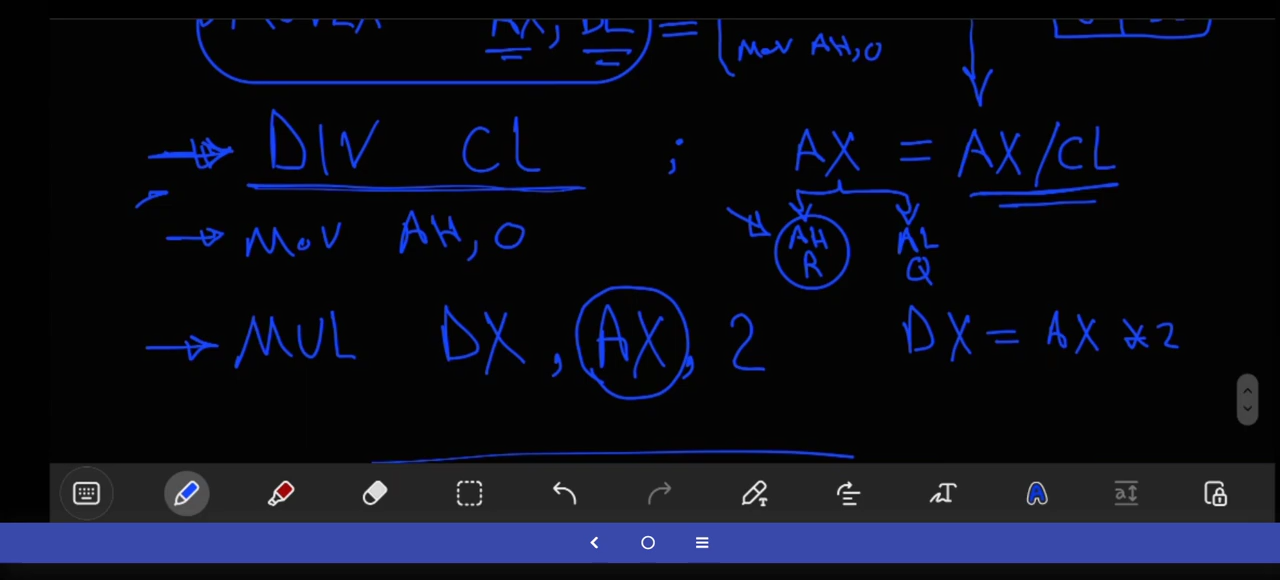 AX, BL =
Mov AH,0
DIV CL ; AX = AX/CL
AH AL
R Q
Mov AH,0
MUL DX, AX, 2 DX = AX * 2